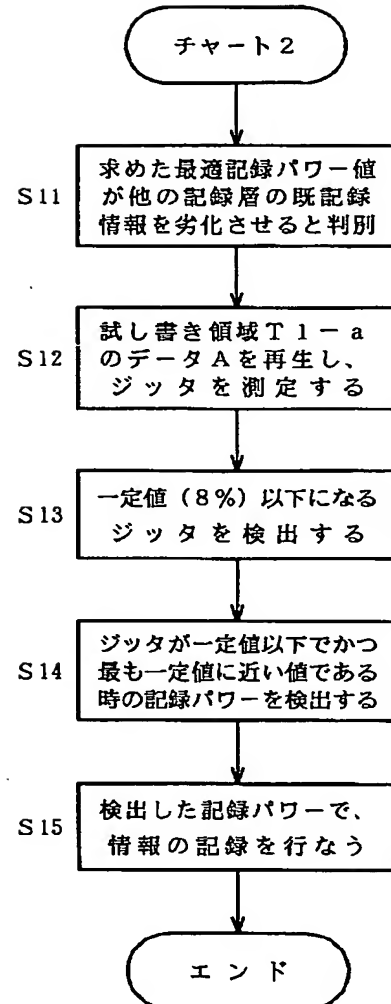 チャート2
S11
求めた最適記録パワー値
が他の記録層の既記録
情報を劣化させると判別
S12
試し書き領域T1-a
のデータAを再生し、
ジッタを測定する
S13
一定値(8%)以下になる
ジッタを検出する
S14
ジッタが一定値以下でかつ
最も一定値に近い値である
時の記録パワーを検出する
S15
検出した記録パワーで、
情報の記録を行なう
エンド